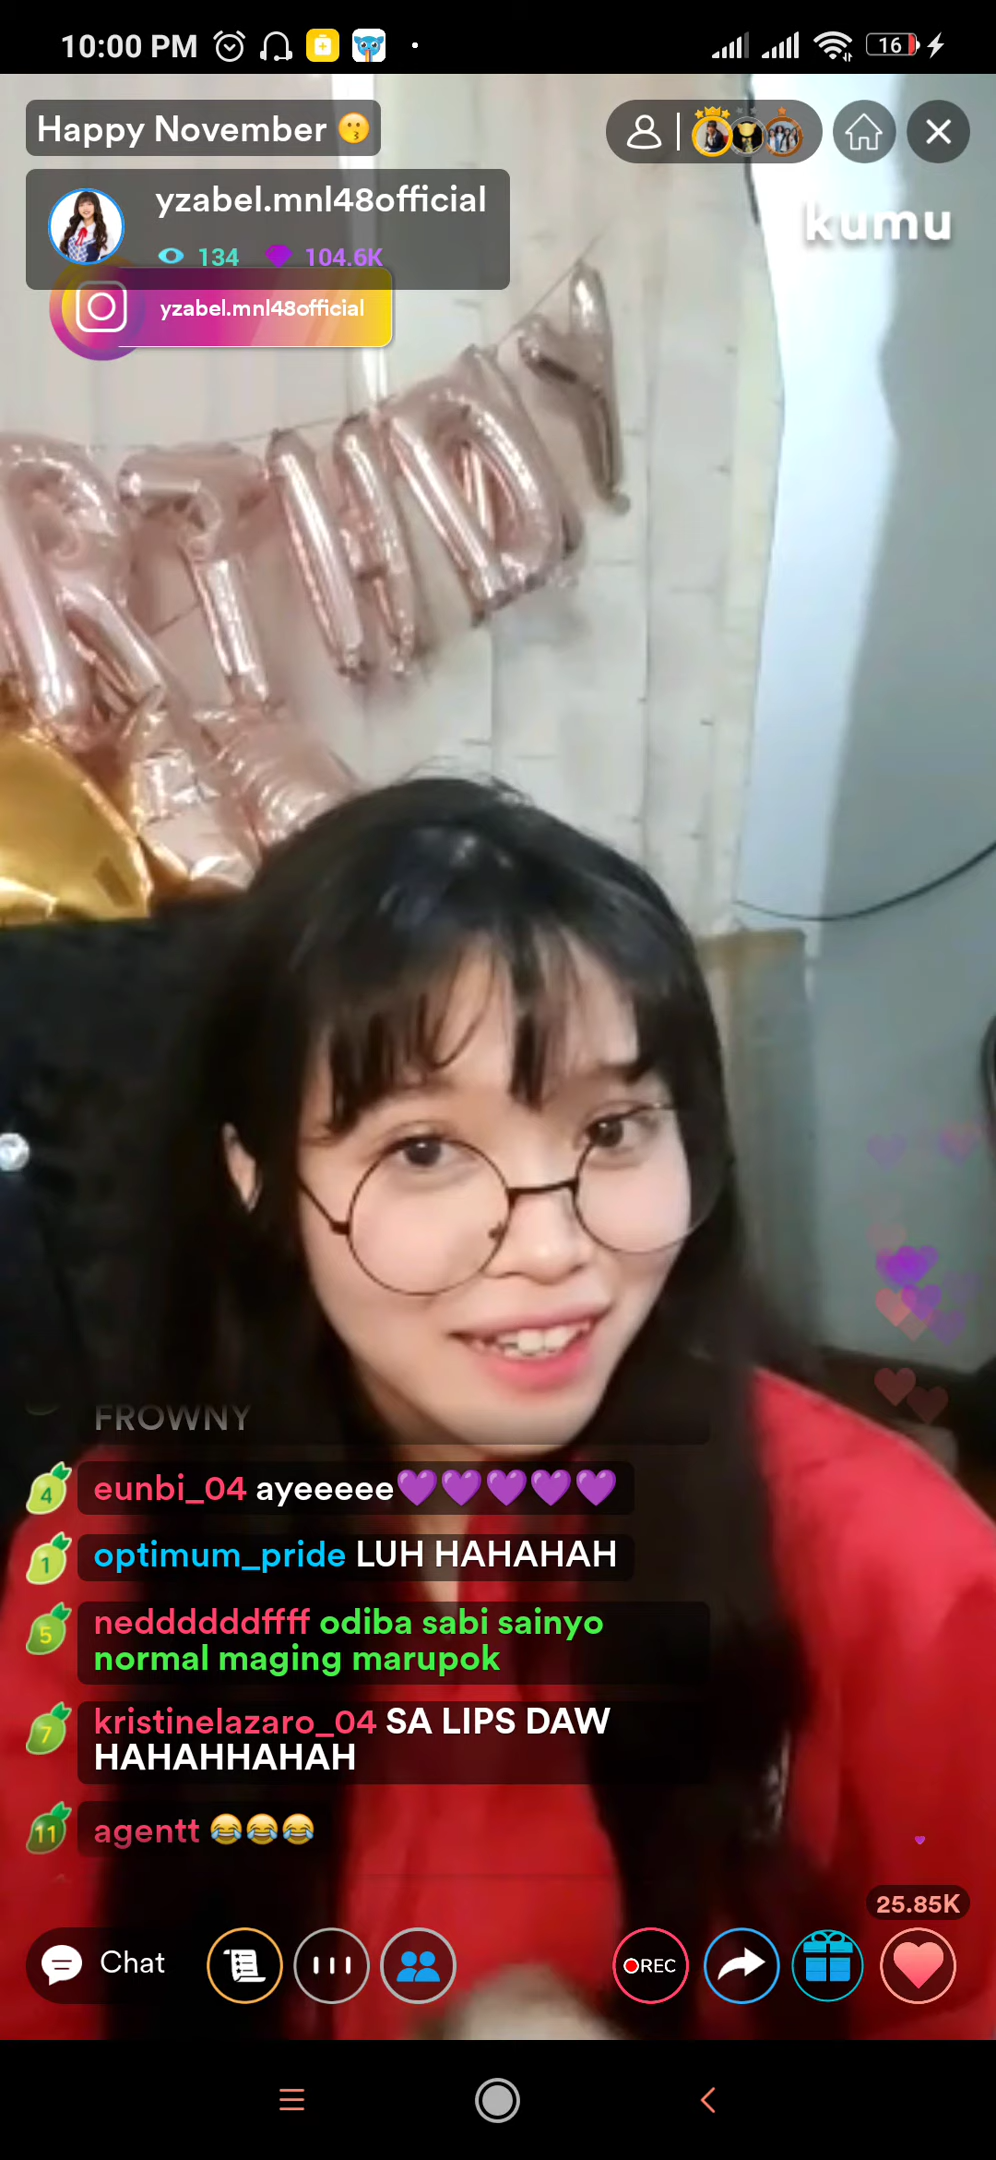 10:00 PM
16
Happy November 😗
yzabel.mnl48official
134 104.6K
kumu
yzabel.mnl48official
RTHDY
FROWNY
4 eunbi_04 ayeeeee💜💜💜💜💜
1 optimum_pride LUH HAHAHAH
5 neddddddffff odiba sabi sainyo
normal maging marupok
7 kristinelazaro_04 SA LIPS DAW
HAHAHHAHAH
11 agentt 😂😂😂
25.85K
Chat
REC